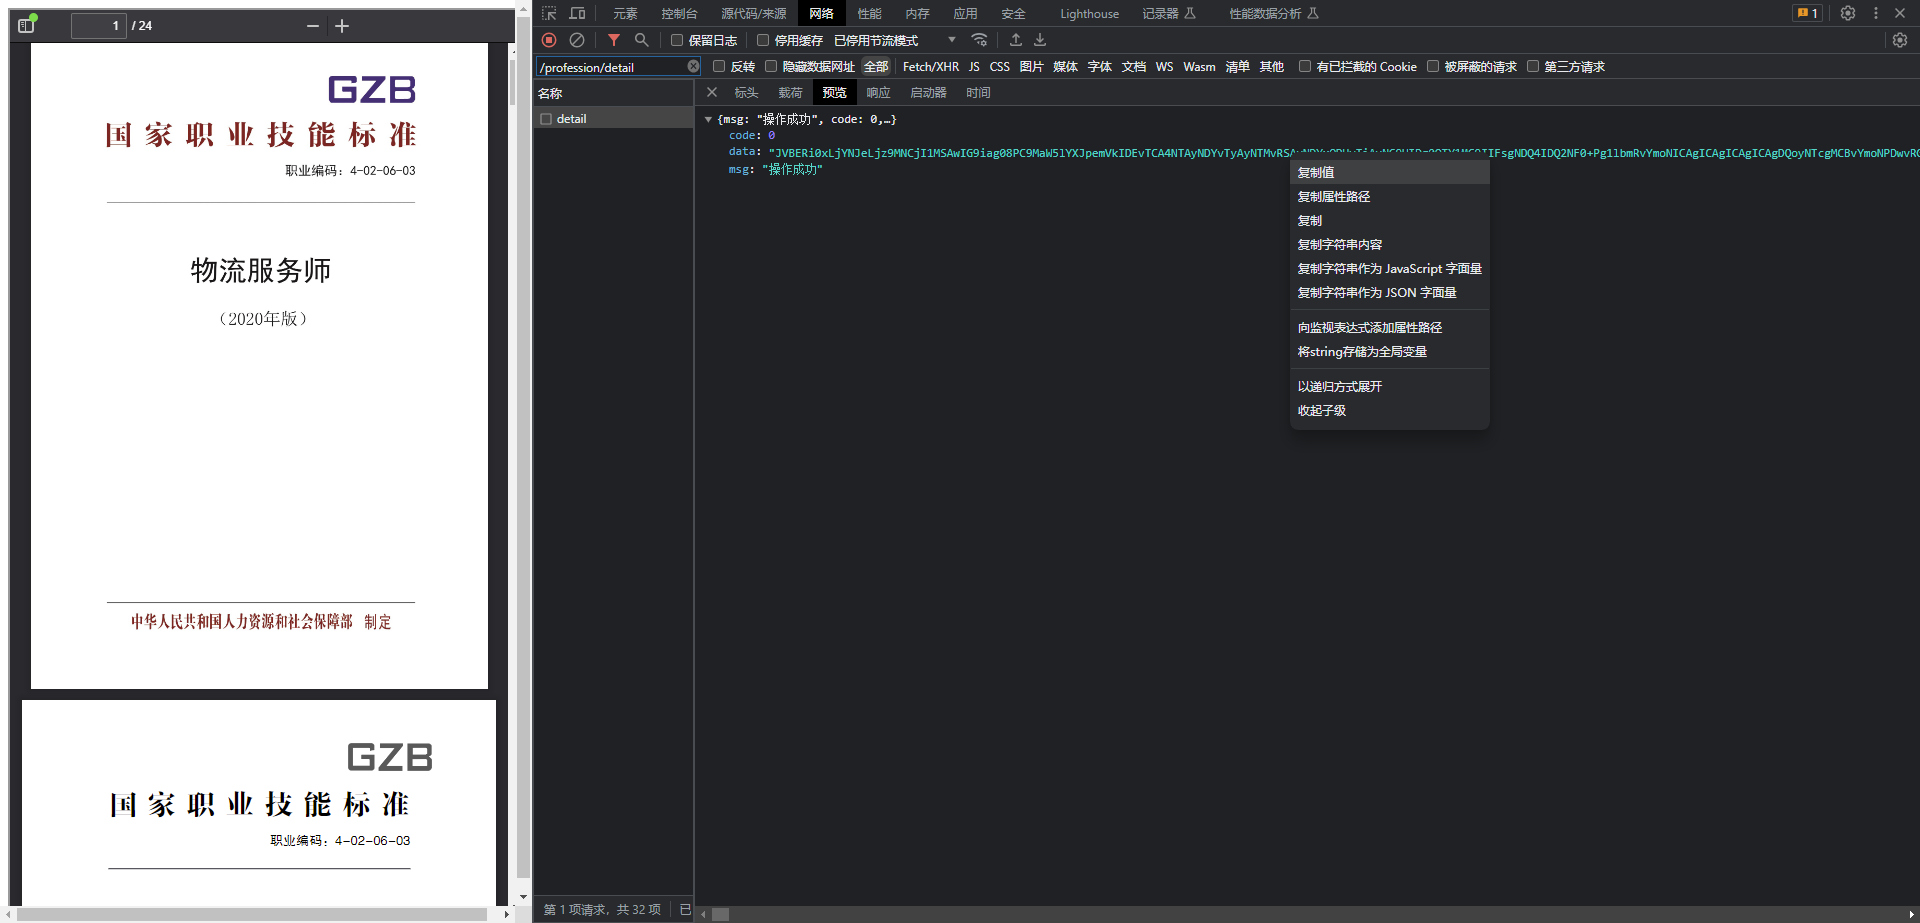 1 / 24
GZB
国家职业技能标准
职业编码：4-02-06-03
物流服务师
（2020年版）
中华人民共和国人力资源和社会保障部 制定
GZB
国家职业技能标准
职业编码：4-02-06-03
元素 控制台 源代码/来源 网络 性能 内存 应用 安全 Lighthouse 记录器 性能数据分析 1
保留日志 停用缓存 已停用节流模式
/profession/detail 反转 隐藏数据网址 全部 Fetch/XHR JS CSS 图片 媒体 字体 文档 WS Wasm 清单 其他 有已拦截的 Cookie 被屏蔽的请求 第三方请求
名称
detail
标头 载荷 预览 响应 启动器 时间
{msg: "操作成功", code: 0,…}
code: 0
data:
msg: "操作成功"
复制值
复制属性路径
复制
复制字符串内容
复制字符串作为 JavaScript 字面量
复制字符串作为 JSON 字面量
向监视表达式添加属性路径
将string存储为全局变量
以递归方式展开
收起子级
第 1 项请求，共 32 项 已